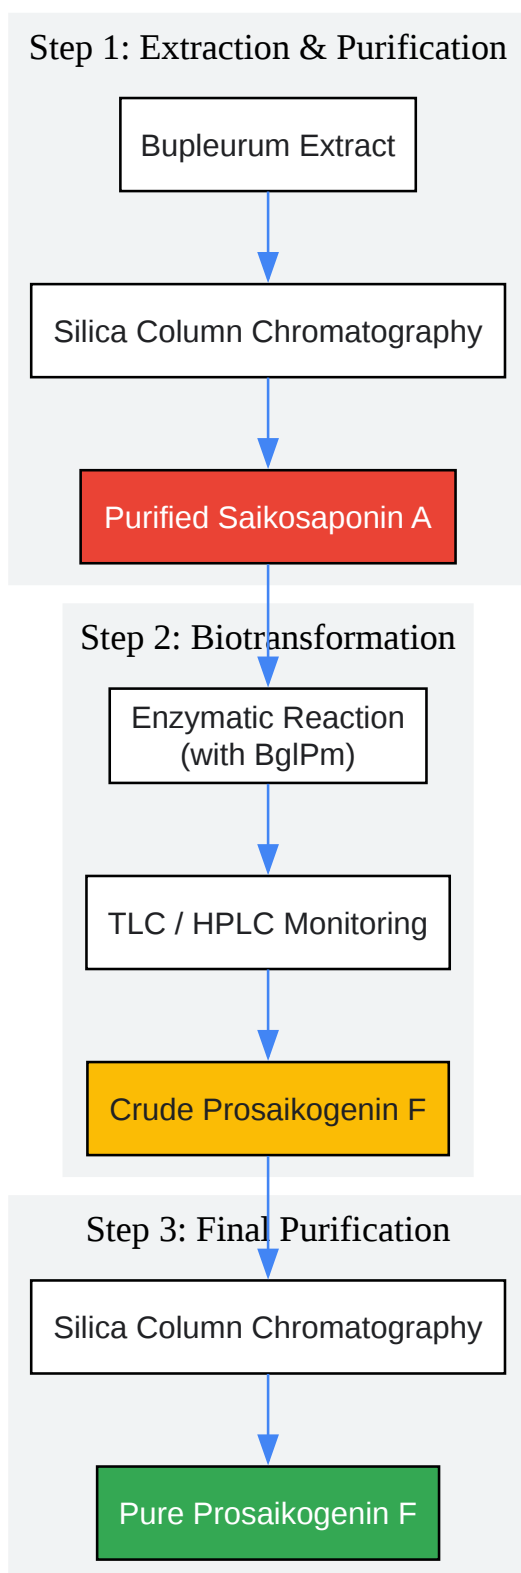 Step 1: Extraction & Purification
Bupleurum Extract
Silica Column Chromatography
Purified Saikosaponin A
Step 2: Biotransformation
Enzymatic Reaction
(with BglPm)
TLC / HPLC Monitoring
Crude Prosaikogenin F
Step 3: Final Purification
Silica Column Chromatography
Pure Prosaikogenin F